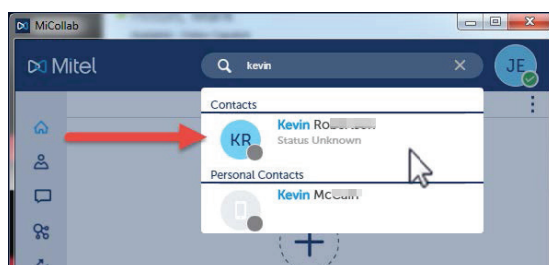 MiCollab
Mitel
kevin
JE
Contacts
KR
Kevin
Status Unknown
Personal Contacts
Kevin